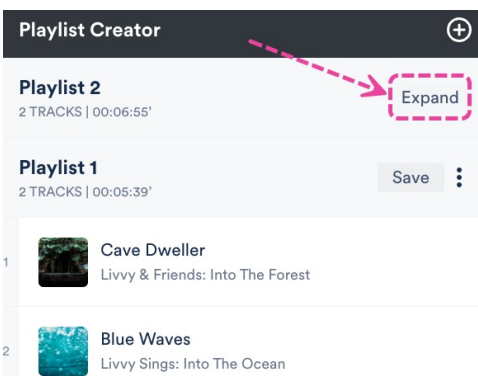 Playlist Creator
Playlist 2
2 TRACKS | 00:06:55’
Expand
Playlist 1
2 TRACKS | 00:05:39’
Save
1
Cave Dweller
Livvy & Friends: Into The Forest
2
Blue Waves
Livvy Sings: Into The Ocean